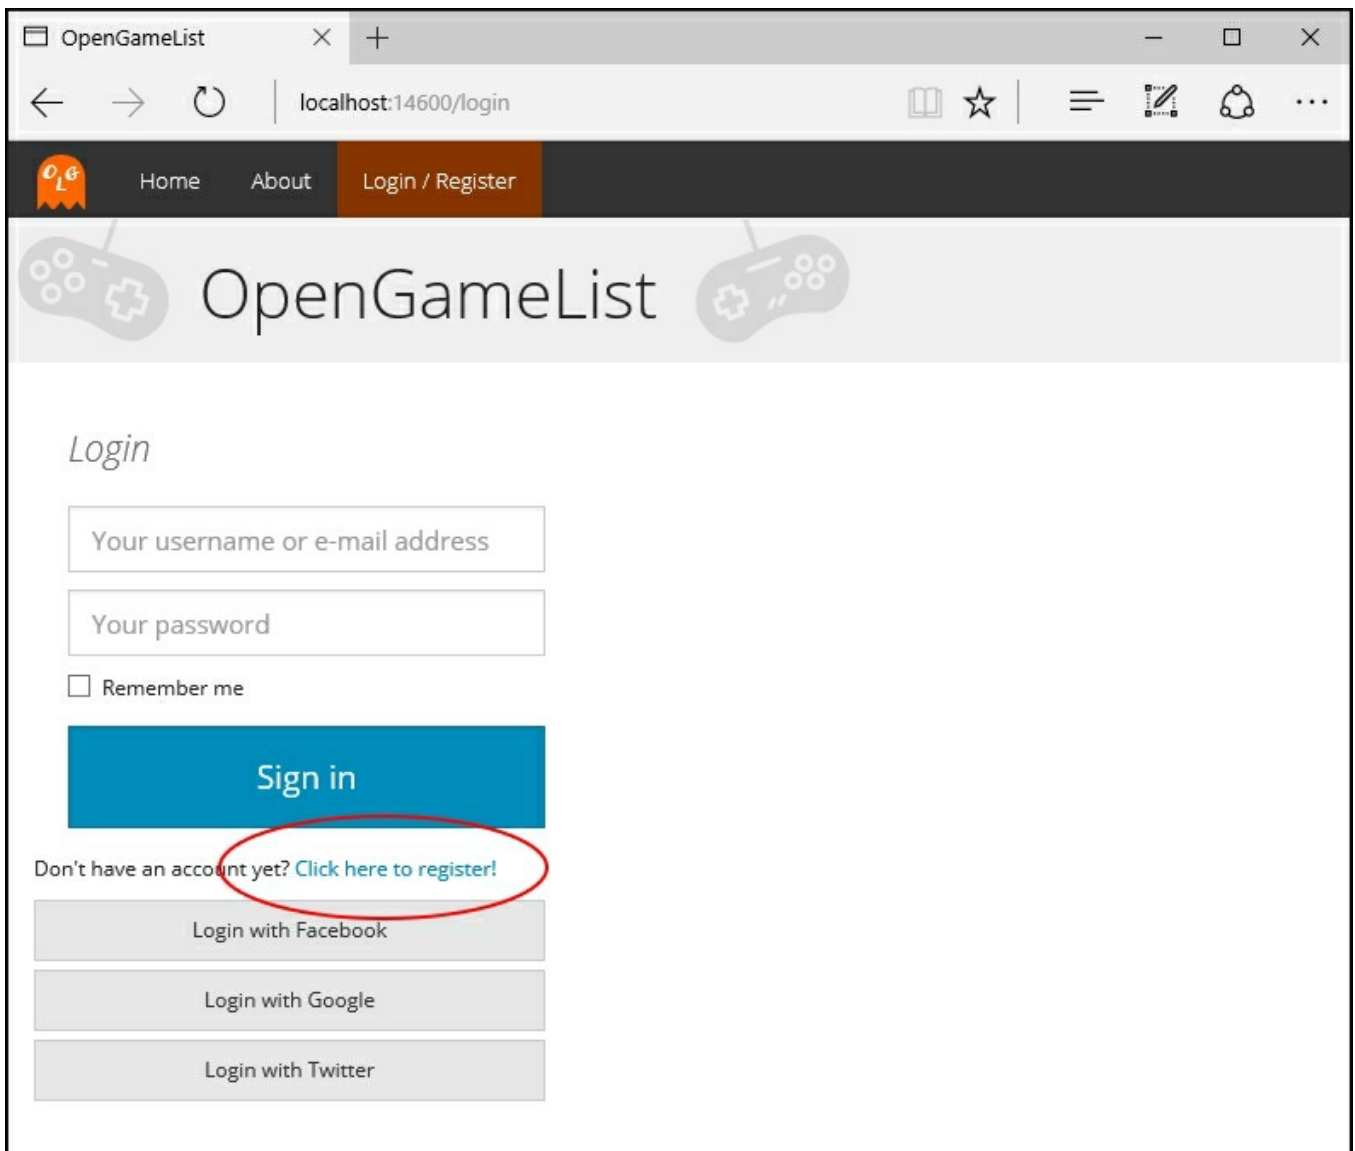 OpenGameList
localhost:14600/login
OLG Home About Login / Register
OpenGameList
Login
Your username or e-mail address
Your password
Remember me
Sign in
Don't have an account yet? Click here to register!
Login with Facebook
Login with Google
Login with Twitter